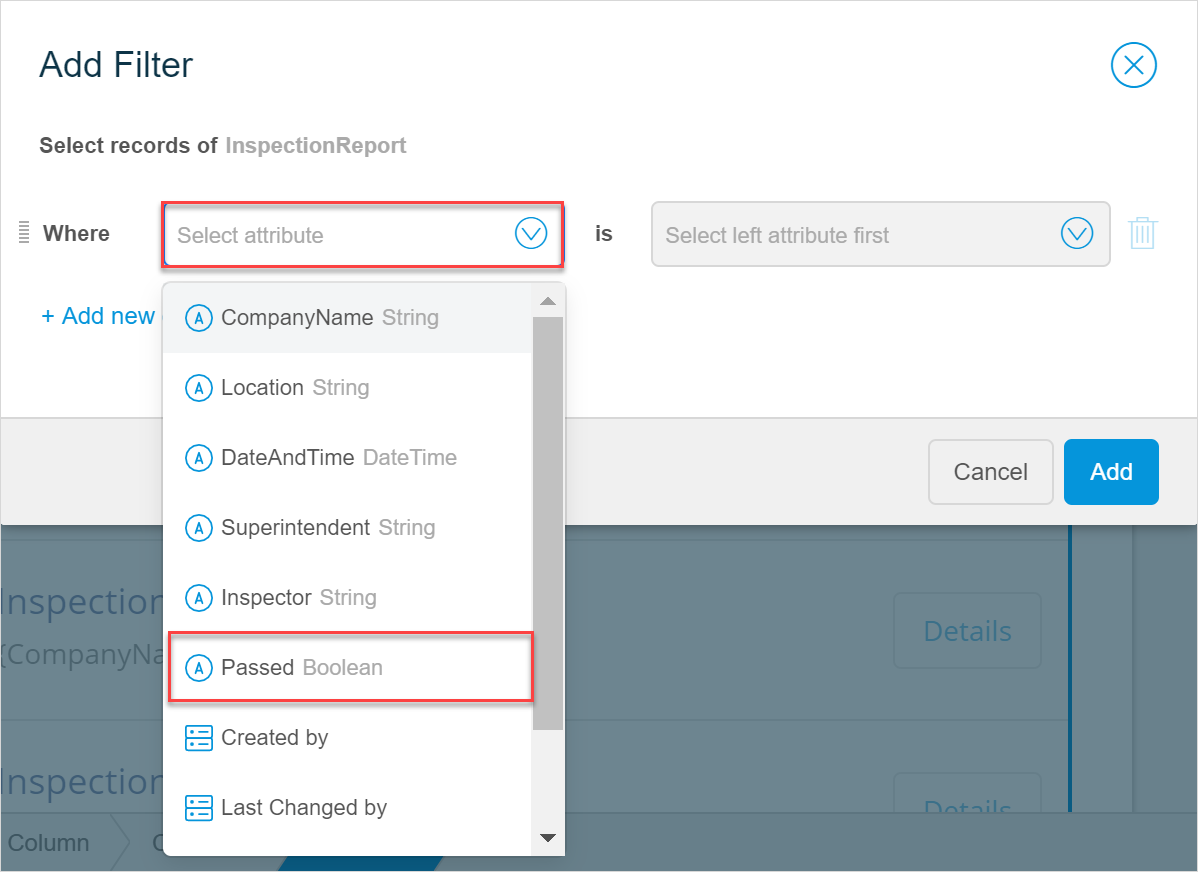 Add Filter
Select records of InspectionReport
Where Select attribute is Select left attribute first
+ Add new
A CompanyName String
A Location String
A DateAndTime DateTime
Cancel Add
A Superintendent String
A Inspector String
Inspection
Details
{CompanyNa
A Passed Boolean
Created by
Inspection
Details
Last Changed by
Column